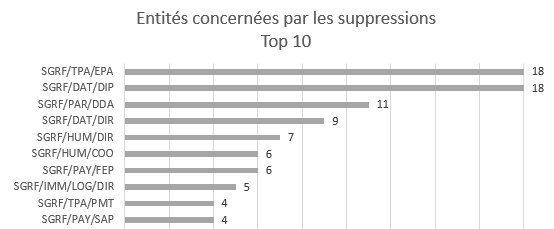 Entités concernées par les suppressions
Top 10
SGRF/TPA/EPA 18
SGRF/DAT/DIP 18
SGRF/PAR/DDA 11
SGRF/DAT/DIR 9
SGRF/HUM/DIR 7
SGRF/HUM/COO 6
SGRF/PAY/FEP 6
SGRF/IMM/LOG/DIR 5
SGRF/TPA/PMT 4
SGRF/PAY/SAP 4